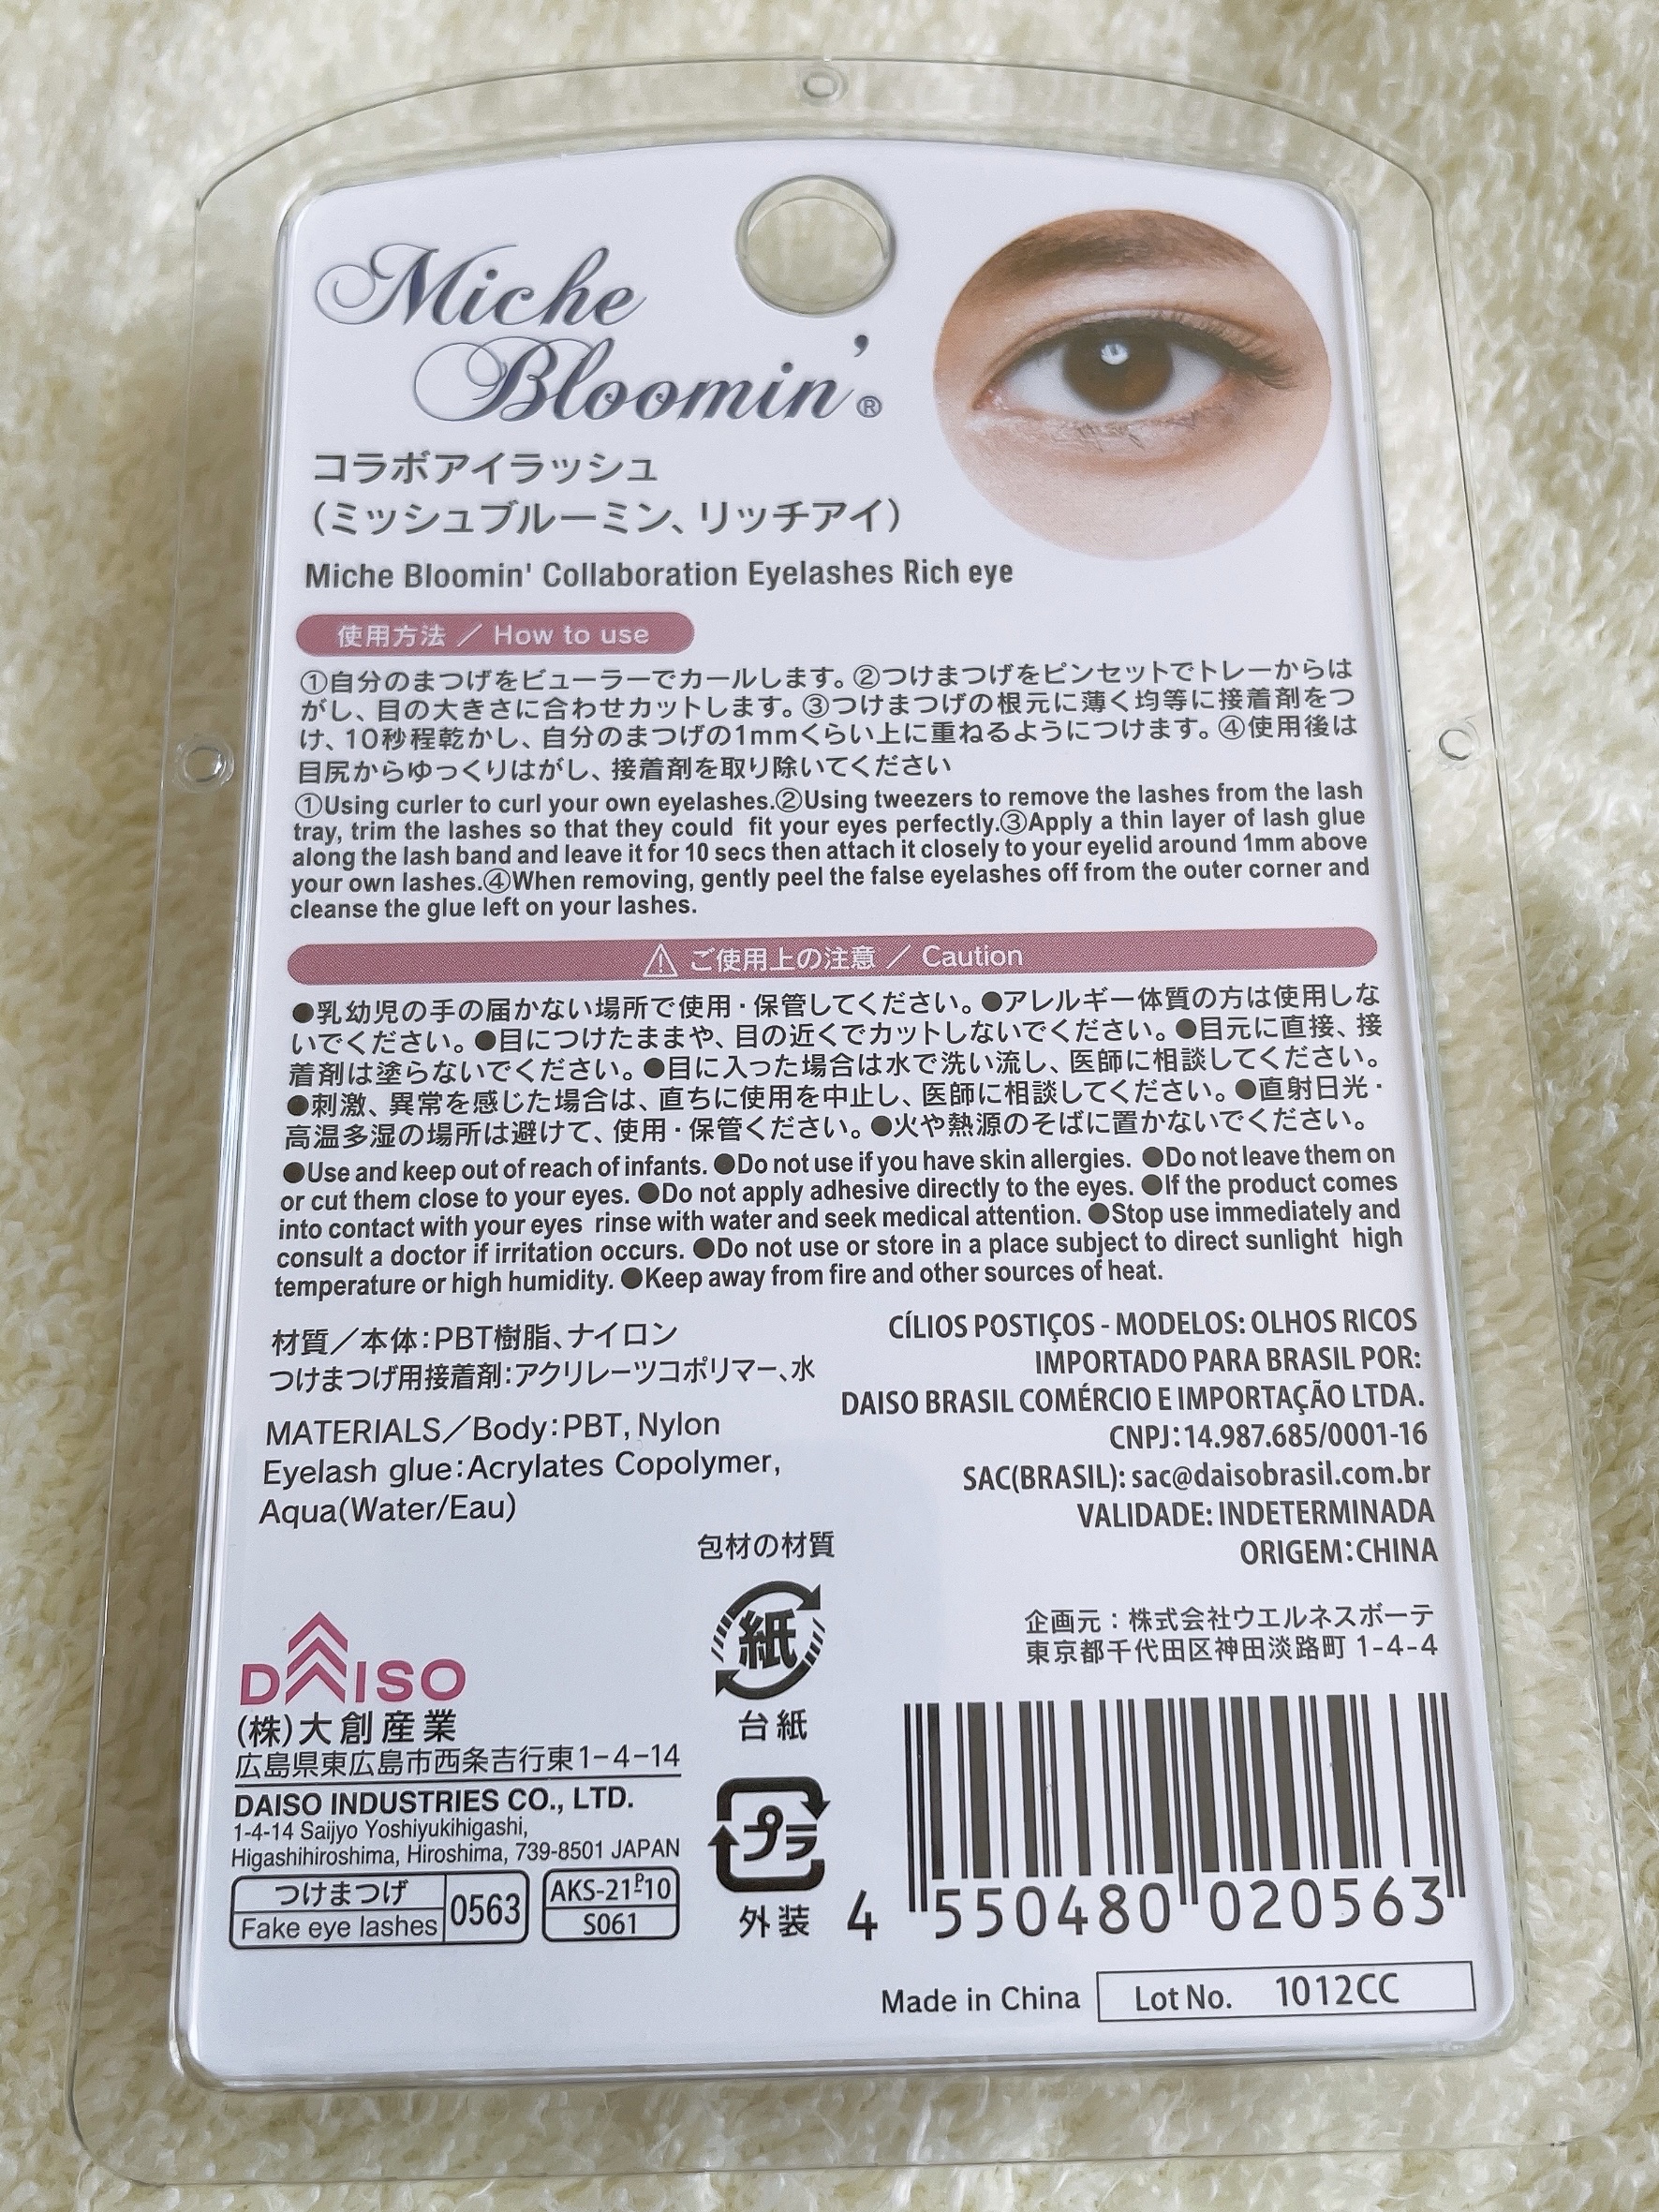 Miche
Bloomin'®
コラボアイラッシュ
（ミッシュブルーミン、リッチアイ）
Miche Bloomin' Collaboration Eyelashes Rich eye
使用方法 ／ How to use
①自分のまつげをビューラーでカールします。②つけまつげをピンセットでトレーからは
がし、目の大きさに合わせカットします。③つけまつげの根元に薄く均等に接着剤をつ
け、10秒程乾かし、自分のまつげの1mmくらい上に重ねるようにつけます。④使用後は
目尻からゆっくりはがし、接着剤を取り除いてください
①Using curler to curl your own eyelashes.②Using tweezers to remove the lashes from the lash
tray, trim the lashes so that they could fit your eyes perfectly.③Apply a thin layer of lash glue
along the lash band and leave it for 10 secs then attach it closely to your eyelid around 1mm above
your own lashes.④When removing, gently peel the false eyelashes off from the outer corner and
cleanse the glue left on your lashes.
⚠ ご使用上の注意 ／ Caution
●乳幼児の手の届かない場所で使用・保管してください。●アレルギー体質の方は使用しな
いでください。●目につけたままや、目の近くでカットしないでください。●目元に直接、接
着剤は塗らないでください。●目に入った場合は水で洗い流し、医師に相談してください。
●刺激、異常を感じた場合は、直ちに使用を中止し、医師に相談してください。●直射日光・
高温多湿の場所は避けて、使用・保管ください。●火や熱源のそばに置かないでください。
●Use and keep out of reach of infants. ●Do not use if you have skin allergies. ●Do not leave them on
or cut them close to your eyes. ●Do not apply adhesive directly to the eyes. ●If the product comes
into contact with your eyes rinse with water and seek medical attention. ●Stop use immediately and
consult a doctor if irritation occurs. ●Do not use or store in a place subject to direct sunlight high
temperature or high humidity. ●Keep away from fire and other sources of heat.
材質／本体：PBT樹脂、ナイロン
つけまつげ用接着剤：アクリレーツコポリマー、水
MATERIALS／Body：PBT, Nylon
Eyelash glue：Acrylates Copolymer,
Aqua(Water/Eau)
CÍLIOS POSTIÇOS - MODELOS: OLHOS RICOS
IMPORTADO PARA BRASIL POR:
DAISO BRASIL COMÉRCIO E IMPORTAÇÃO LTDA.
CNPJ：14.987.685/0001-16
SAC(BRASIL): sac@daisobrasil.com.br
VALIDADE: INDETERMINADA
ORIGEM：CHINA
包材の材質
紙
台紙
プラ
外装
企画元：株式会社ウエルネスボーテ
東京都千代田区神田淡路町 1-4-4
DAISO
(株)大創産業
広島県東広島市西条吉行東1-4-14
DAISO INDUSTRIES CO., LTD.
1-4-14 Saijyo Yoshiyukihigashi,
Higashihiroshima, Hiroshima, 739-8501 JAPAN
つけまつげ
Fake eye lashes
0563
AKS-21-P10
S061
4 550480 020563
Made in China
Lot No. 1012CC